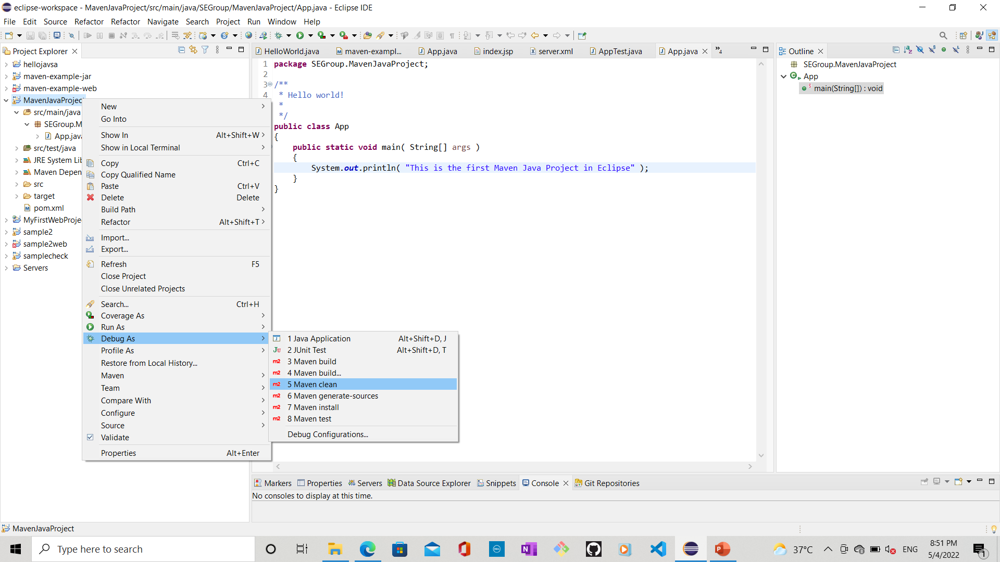 eclipse-workspace - MavenJavaProject/src/main/java/SEGroup/MavenJavaProject/App.java - Eclipse IDE
File Edit Source Refactor Refactor Navigate Search Project Run Window Help
Project Explorer
hellojavsa
maven-example-jar
maven-example-web
MavenJavaProject
src/main/java
SEGroup.M
App.java
src/test/java
JRE System Lib
Maven Depen
src
target
pom.xml
MyFirstWebProje
sample2
sample2web
samplecheck
Servers
New
Go Into
Show In Alt+Shift+W
Show in Local Terminal
Copy Ctrl+C
Copy Qualified Name
Paste Ctrl+V
Delete Delete
Build Path
Refactor Alt+Shift+T
Import...
Export...
Refresh F5
Close Project
Close Unrelated Projects
Search... Ctrl+H
Coverage As
Run As
Debug As
Profile As
Restore from Local History...
Maven
Team
Compare With
Configure
Source
Validate
Properties Alt+Enter
1 Java Application Alt+Shift+D, J
2 JUnit Test Alt+Shift+D, T
3 Maven build
4 Maven build...
5 Maven clean
6 Maven generate-sources
7 Maven install
8 Maven test
Debug Configurations...
HelloWorld.java maven-exampl... App.java index.jsp server.xml AppTest.java App.java »4
1 package SEGroup.MavenJavaProject;
2
3 /**
4 * Hello world!
*
*/
public class App
{
public static void main( String[] args )
{
System.out.println( "This is the first Maven Java Project in Eclipse" );
}
}
Outline
SEGroup.MavenJavaProject
App
main(String[]) : void
Markers Properties Servers Data Source Explorer Snippets Console Git Repositories
No consoles to display at this time.
MavenJavaProject
Type here to search
37°C ENG
8:51 PM
5/4/2022
1